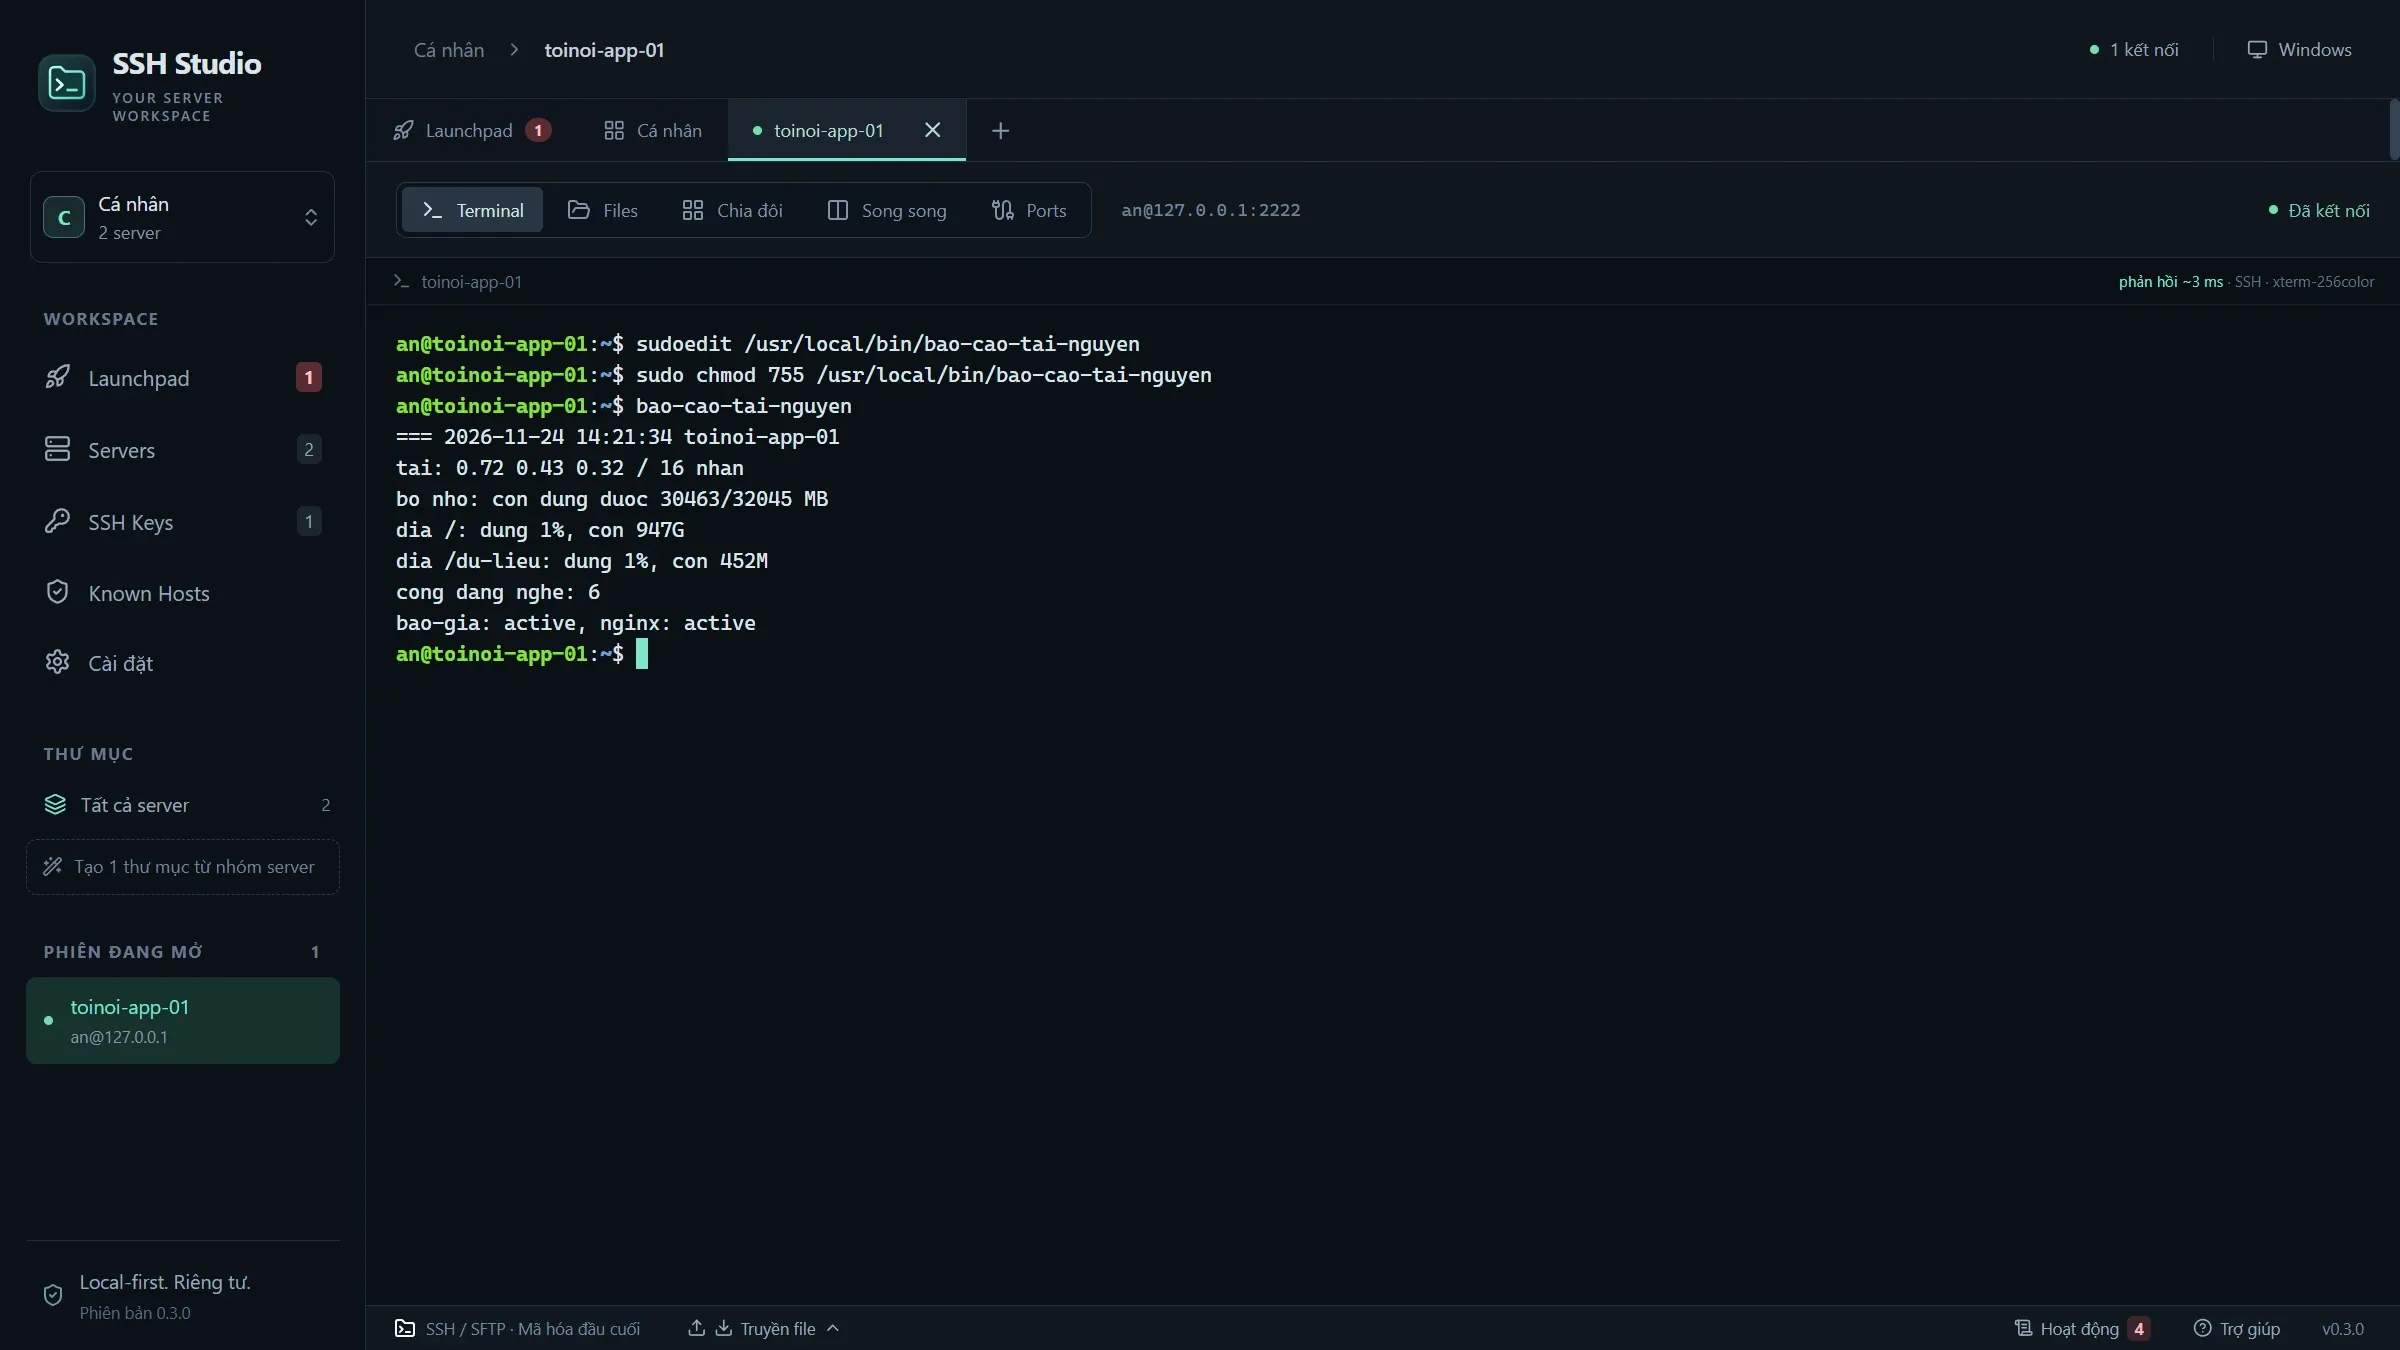 SSH Studio
YOUR SERVER
WORKSPACE
C
Cá nhân
2 server
WORKSPACE
Launchpad 1
Servers 2
SSH Keys 1
Known Hosts
Cài đặt
THƯ MỤC
Tất cả server 2
Tạo 1 thư mục từ nhóm server
PHIÊN ĐANG MỞ 1
toinoi-app-01
an@127.0.0.1
Local-first. Riêng tư.
Phiên bản 0.3.0
Cá nhân > toinoi-app-01
1 kết nối
Windows
Launchpad 1
Cá nhân
toinoi-app-01
Terminal
Files
Chia đôi
Song song
Ports
an@127.0.0.1:2222
Đã kết nối
toinoi-app-01
phản hồi ~3 ms · SSH · xterm-256color
an@toinoi-app-01:~$ sudoedit /usr/local/bin/bao-cao-tai-nguyen
an@toinoi-app-01:~$ sudo chmod 755 /usr/local/bin/bao-cao-tai-nguyen
an@toinoi-app-01:~$ bao-cao-tai-nguyen
=== 2026-11-24 14:21:34 toinoi-app-01
tai: 0.72 0.43 0.32 / 16 nhan
bo nho: con dung duoc 30463/32045 MB
dia /: dung 1%, con 947G
dia /du-lieu: dung 1%, con 452M
cong dang nghe: 6
bao-gia: active, nginx: active
an@toinoi-app-01:~$
SSH / SFTP · Mã hóa đầu cuối
Truyền file
Hoạt động 4
Trợ giúp
v0.3.0